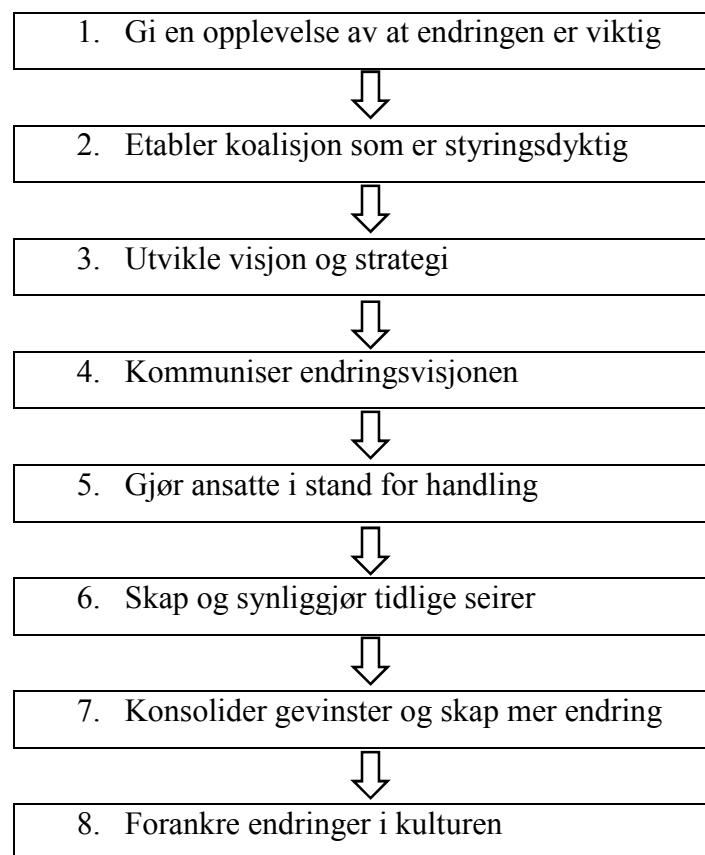 1. Gi en opplevelse av at endringen er viktig
2. Etabler koalisjon som er styringsdyktig
3. Utvikle visjon og strategi
4. Kommuniser endringsvisjonen
5. Gjør ansatte i stand for handling
6. Skap og synliggjør tidlige seirer
7. Konsolider gevinster og skap mer endring
8. Forankre endringer i kulturen